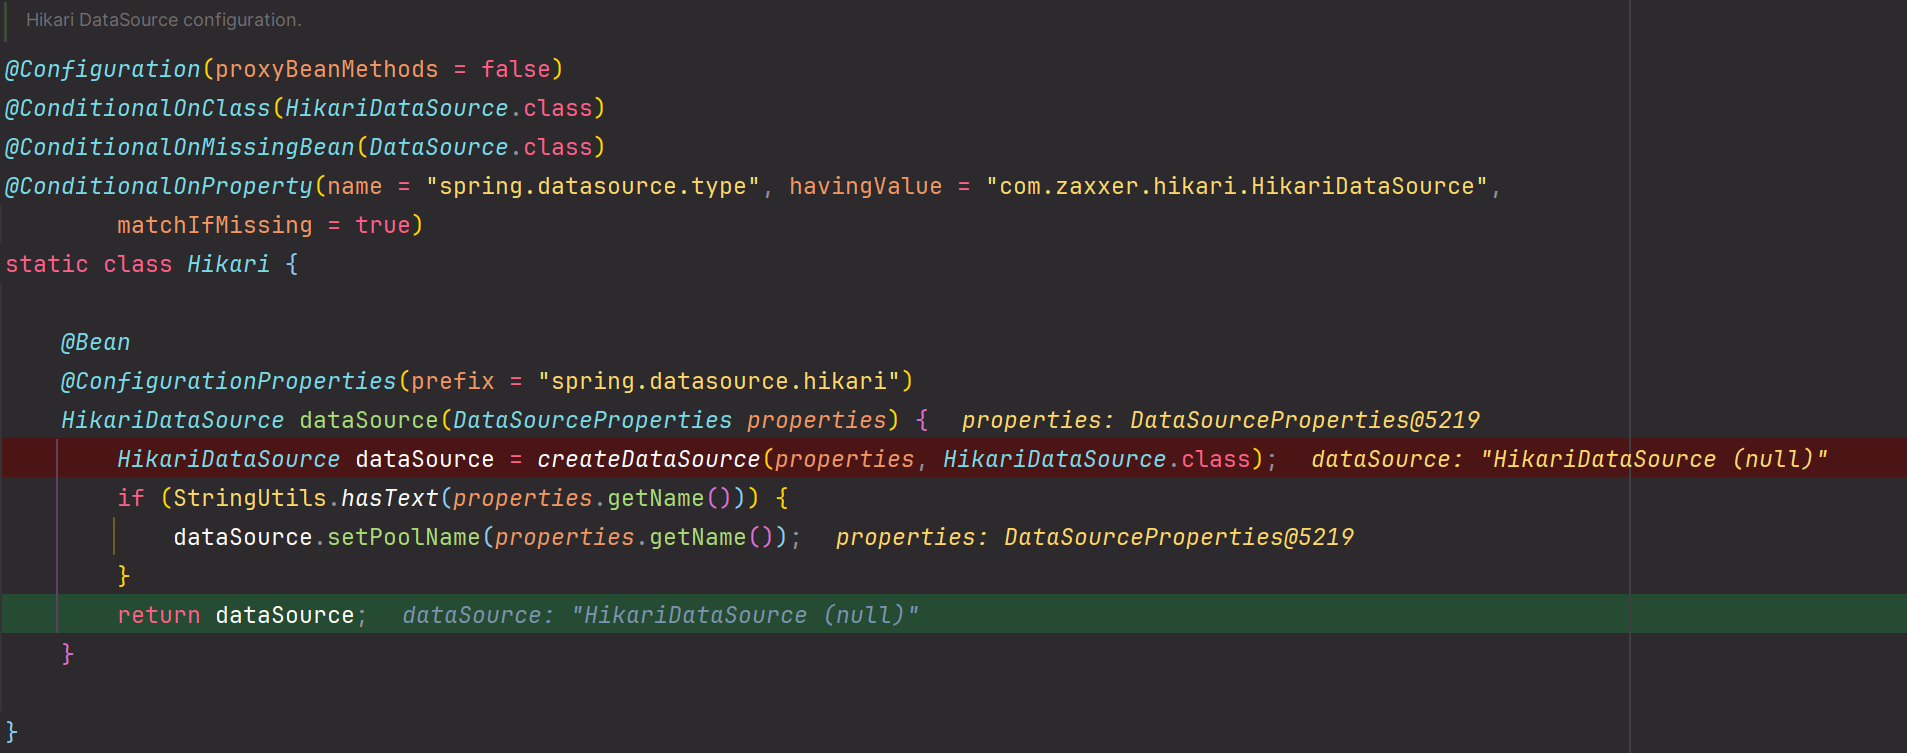 Hikari DataSource configuration.
@Configuration(proxyBeanMethods = false)
@ConditionalOnClass(HikariDataSource.class)
@ConditionalOnMissingBean(DataSource.class)
@ConditionalOnProperty(name = "spring.datasource.type", havingValue = "com.zaxxer.hikari.HikariDataSource",
        matchIfMissing = true)
static class Hikari {
    @Bean
    @ConfigurationProperties(prefix = "spring.datasource.hikari")
    HikariDataSource dataSource(DataSourceProperties properties) {  properties: DataSourceProperties@5219
        HikariDataSource dataSource = createDataSource(properties, HikariDataSource.class);  dataSource: "HikariDataSource (null)"
        if (StringUtils.hasText(properties.getName())) {
            dataSource.setPoolName(properties.getName());  properties: DataSourceProperties@5219
        }
        return dataSource;  dataSource: "HikariDataSource (null)"
    }
}